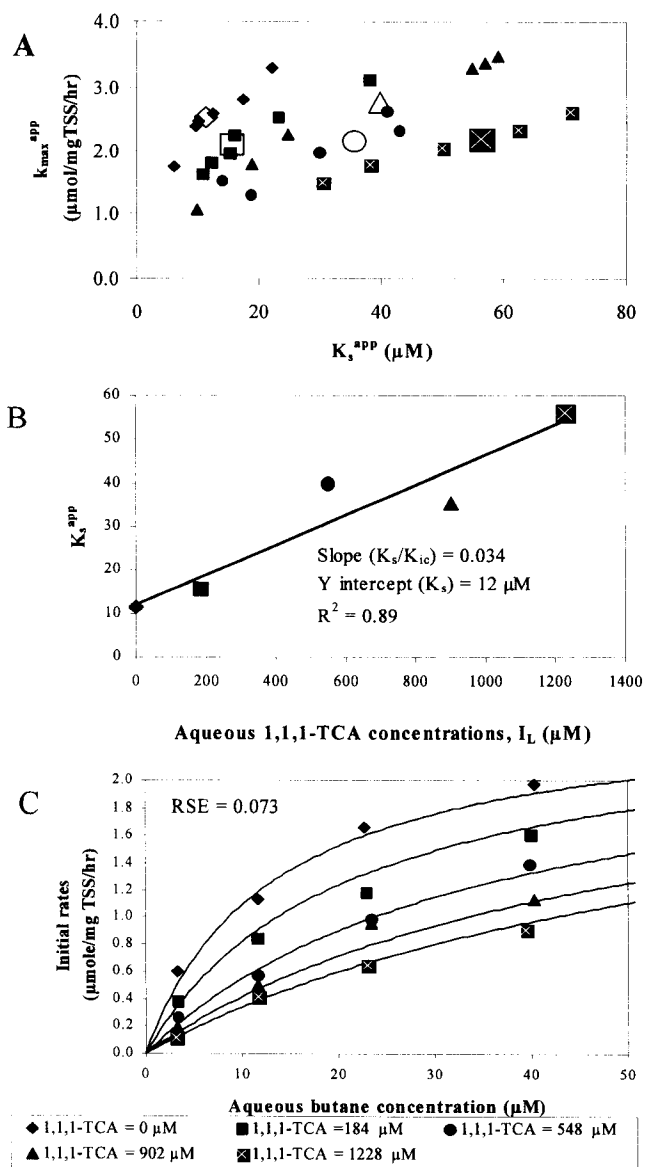 A
4.0
3.0
2.0
1.0
0.0
k_max^app
(μmol/mgTSS/hr)
0 20 40 60 80
K_s^app (μM)
B
60
50
40
30
20
10
0
K_s^app
Slope (K_s/K_ic) = 0.034
Y intercept (K_s) = 12 μM
R^2 = 0.89
0 200 400 600 800 1000 1200 1400
Aqueous 1,1,1-TCA concentrations, I_L (μM)
C
2.0
1.8
1.6
1.4
1.2
1.0
0.8
0.6
0.4
0.2
0.0
Initial rates
(μmole/mg TSS/hr)
RSE = 0.073
0 10 20 30 40 50
Aqueous butane concentration (μM)
1,1,1-TCA = 0 μM 1,1,1-TCA =184 μM 1,1,1-TCA = 548 μM
1,1,1-TCA = 902 μM 1,1,1-TCA = 1228 μM